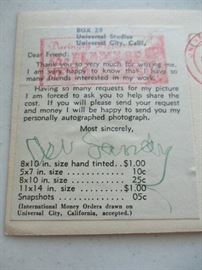 BOX 25
Universal Studios
Universal City, Calif.
Dear Friend:
Thank you very much for writing me. I
am very happy to know that I have so
many friends interested in my work.
Having so many requests for my picture
I am forced to ask you to help share the
cost. If you will please send your request
and money I will be happy to send you my
personally autographed photograph.
Most sincerely,
8x10 in. size hand tinted..$1.00
5x7 in. size 10c
8x10 in. size 25c
11x14 in. size $1.00
Snapshots 05c
(International Money Orders drawn on
Universal City, California, accepted.)